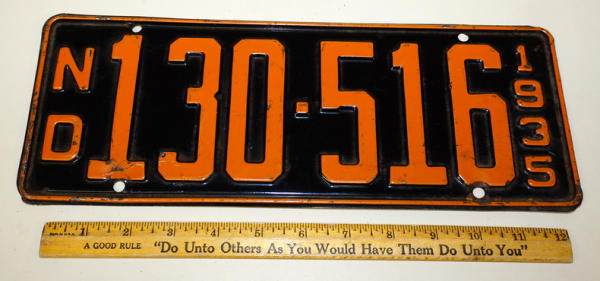 ND 130·516 1935
1 2 3 4 5 6 7 8 9 10 11 12
A GOOD RULE "Do Unto Others As You Would Have Them Do Unto You"